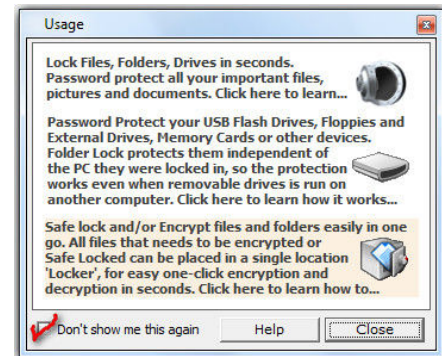 Usage
Lock Files, Folders, Drives in seconds.
Password protect all your important files,
pictures and documents. Click here to learn...
Password Protect your USB Flash Drives, Floppies and
External Drives, Memory Cards or other devices.
Folder Lock protects them independent of
the PC they were locked in, so the protection
works even when removable drives is run on
another computer. Click here to learn how it works...
Safe lock and/or Encrypt files and folders easily in one
go. All files that needs to be encrypted or
Safe Locked can be placed in a single location
'Locker', for easy one-click encryption and
decryption in seconds. Click here to learn how to...
Don't show me this again Help Close